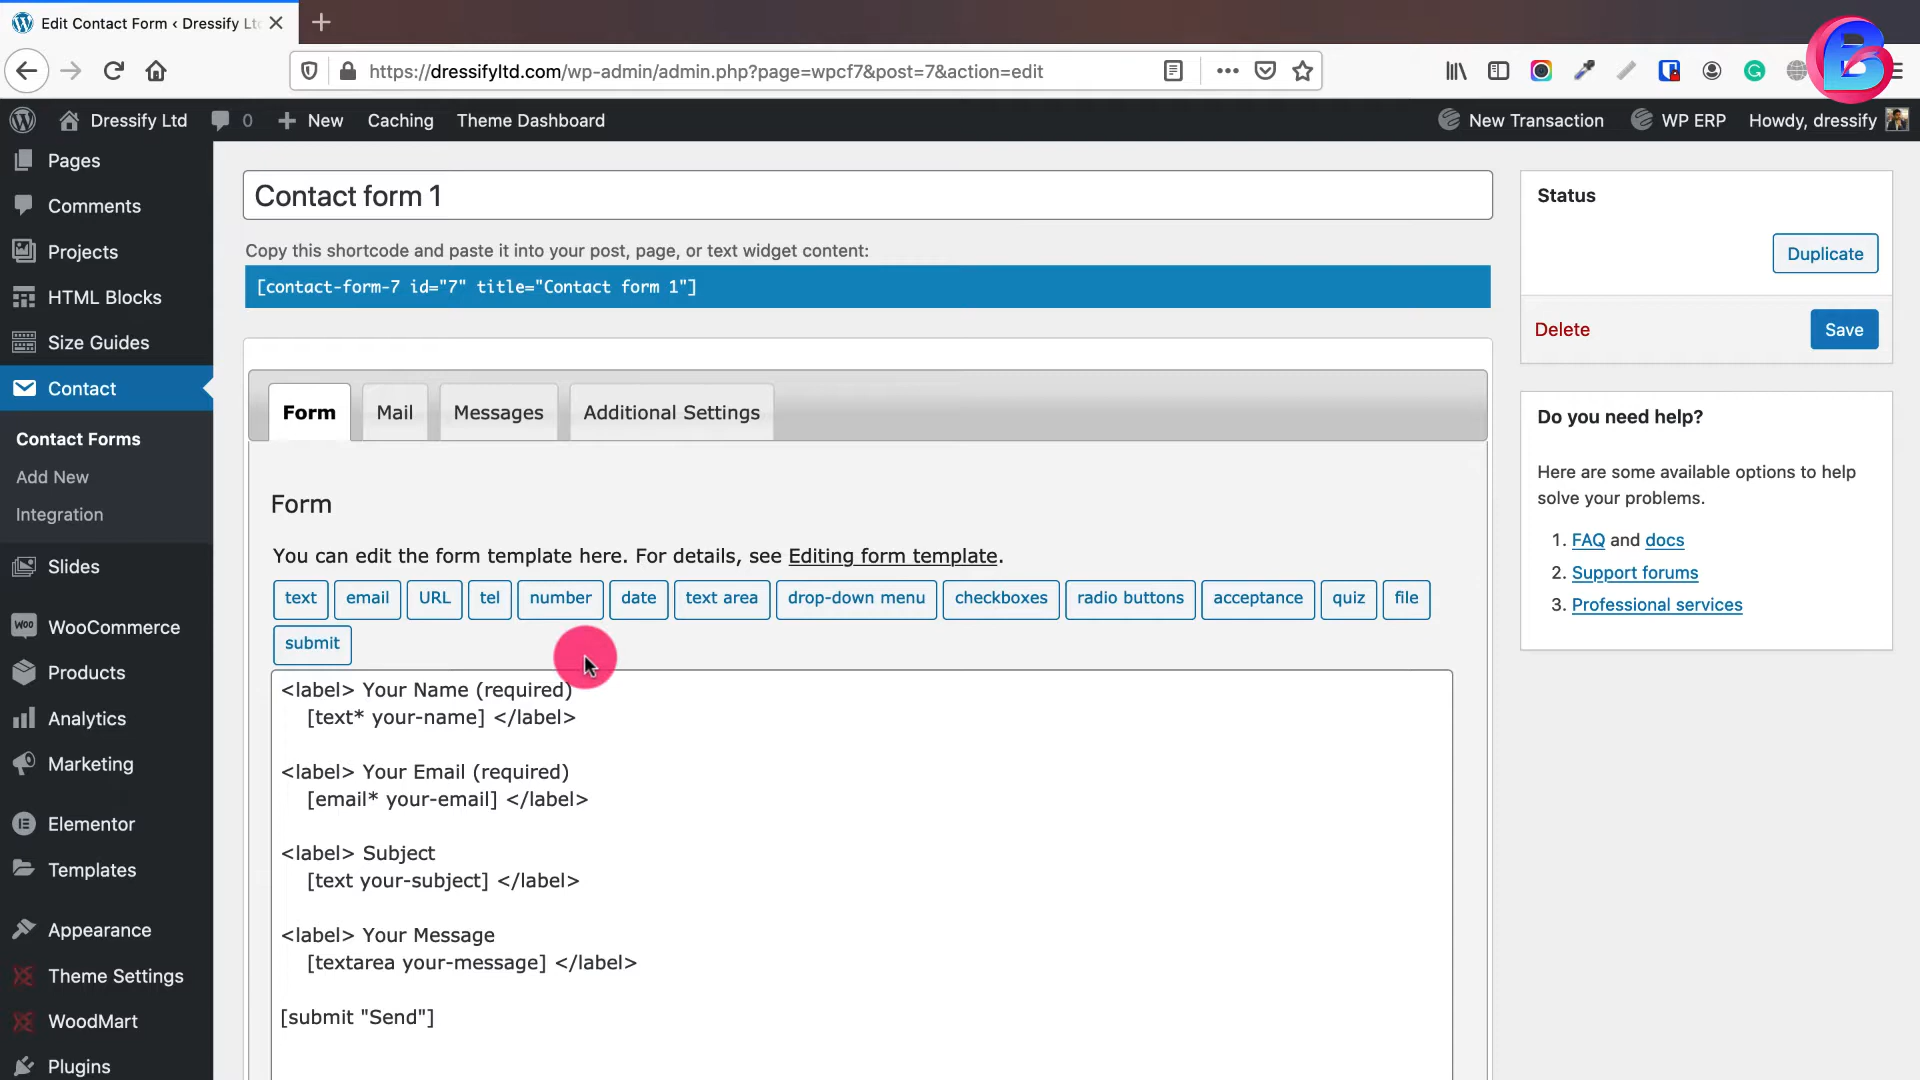 Edit Contact Form ‹ Dressify Ltd
https://dressifyltd.com/wp-admin/admin.php?page=wpcf7&post=7&action=edit
Dressify Ltd
0
New
Caching
Theme Dashboard
New Transaction
WP ERP
Howdy, dressify
Pages
Comments
Projects
HTML Blocks
Size Guides
Contact
Contact Forms
Add New
Integration
Slides
WooCommerce
Products
Analytics
Marketing
Elementor
Templates
Appearance
Theme Settings
WoodMart
Plugins
Contact form 1
Copy this shortcode and paste it into your post, page, or text widget content:
[contact-form-7 id="7" title="Contact form 1"]
Form
Mail
Messages
Additional Settings
Form
You can edit the form template here. For details, see Editing form template.
text
email
URL
tel
number
date
text area
drop-down menu
checkboxes
radio buttons
acceptance
quiz
file
submit
<label> Your Name (required)
[text* your-name] </label>
<label> Your Email (required)
[email* your-email] </label>
<label> Subject
[text your-subject] </label>
<label> Your Message
[textarea your-message] </label>
[submit "Send"]
Status
Duplicate
Delete
Save
Do you need help?
Here are some available options to help
solve your problems.
1. FAQ and docs
2. Support forums
3. Professional services